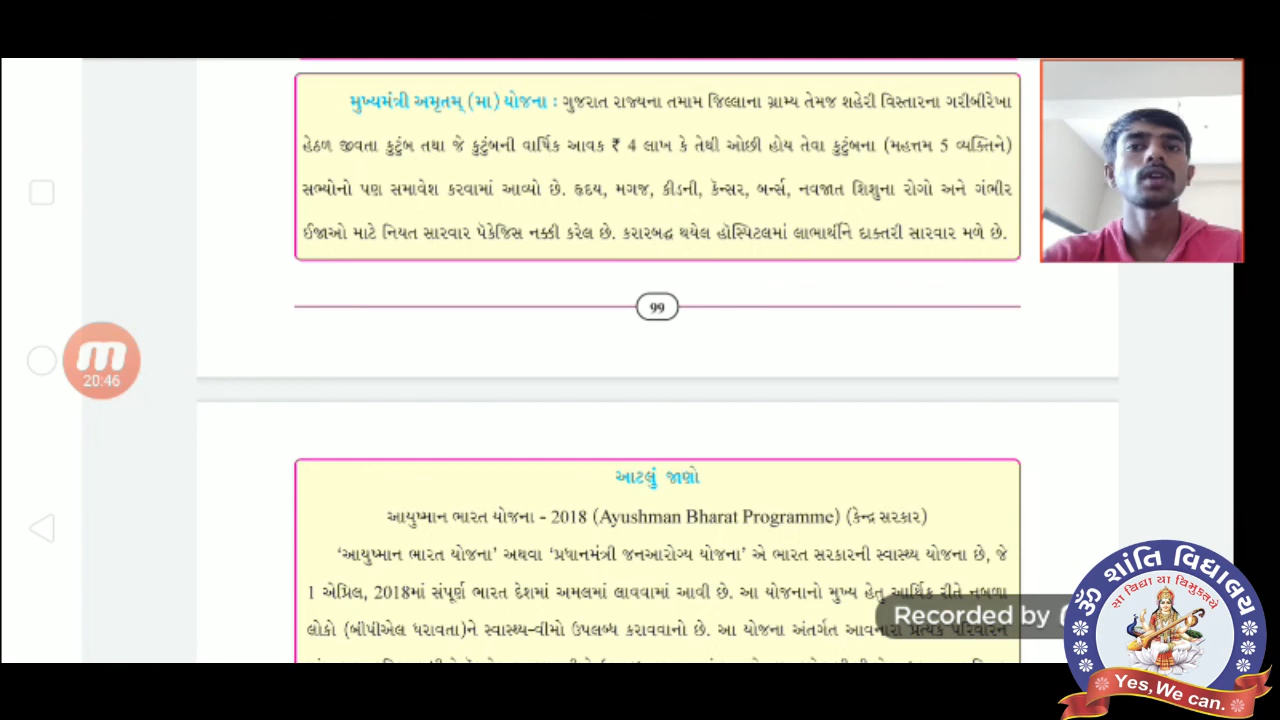 મુખ્યમંત્રી અમૃતમ્ (મા) યોજના : ગુજરાત રાજ્યના તમામ જિલ્લાના ગ્રામ્ય તેમજ શહેરી વિસ્તારના ગરીબીરેખા
હેઠળ જીવતા કુટુંબ તથા જે કુટુંબની વાર્ષિક આવક ₹ 4 લાખ કે તેથી ઓછી હોય તેવા કુટુંબના (મહત્તમ 5 વ્યક્તિને)
સભ્યોનો પણ સમાવેશ કરવામાં આવ્યો છે. હૃદય, મગજ, કીડની, કૅન્સર, બર્ન્સ, નવજાત શિશુના રોગો અને ગંભીર
ઈજાઓ માટે નિયત સારવાર પૅકેજિસ નક્કી કરેલ છે. કરારબદ્ધ થયેલ હૉસ્પિટલમાં લાભાર્થીને દાક્તરી સારવાર મળે છે.
99
20:46
આટલું જાણો
આયુષ્માન ભારત યોજના - 2018 (Ayushman Bharat Programme) (કેન્દ્ર સરકાર)
'આયુષ્માન ભારત યોજના' અથવા 'પ્રધાનમંત્રી જનઆરોગ્ય યોજના' એ ભારત સરકારની સ્વાસ્થ્ય યોજના છે, જે
1 એપ્રિલ, 2018માં સંપૂર્ણ ભારત દેશમાં અમલમાં લાવવામાં આવી છે. આ યોજનાનો મુખ્ય હેતુ આર્થિક રીતે નબળા
લોકો (બીપીએલ ધરાવતા)ને સ્વાસ્થ્ય-વીમો ઉપલબ્ધ કરાવવાનો છે. આ યોજના અંતર્ગત આવનારા પ્રત્યેક પરિવારને
Recorded by
ૐ શાંતિ વિદ્યાલય
સા વિદ્યા યા વિમુક્તયે
Yes, We can.